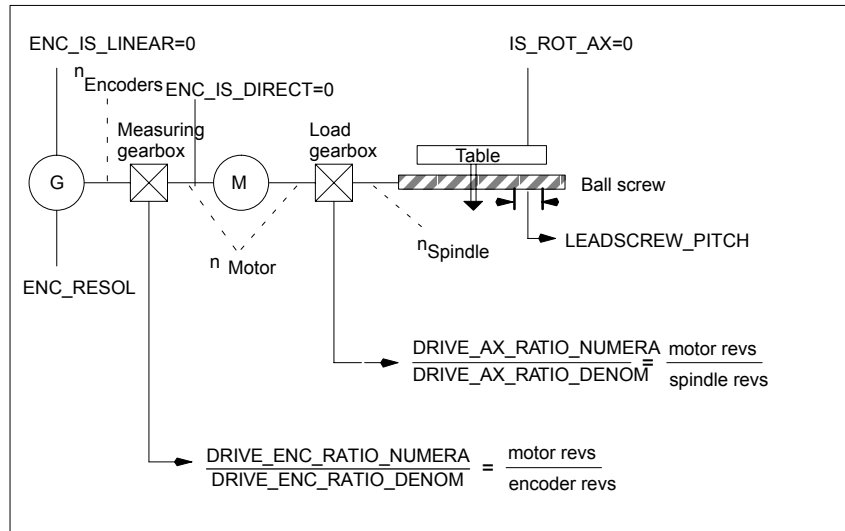 ENC_IS_LINEAR=0
IS_ROT_AX=0
n Encoders
ENC_IS_DIRECT=0
Measuring
gearbox
Load
gearbox
Table
G
M
Ball screw
n Motor
n Spindle
LEADSCREW_PITCH
ENC_RESOL
DRIVE_AX_RATIO_NUMERA = motor revs
DRIVE_AX_RATIO_DENOM spindle revs
DRIVE_ENC_RATIO_NUMERA = motor revs
DRIVE_ENC_RATIO_DENOM encoder revs